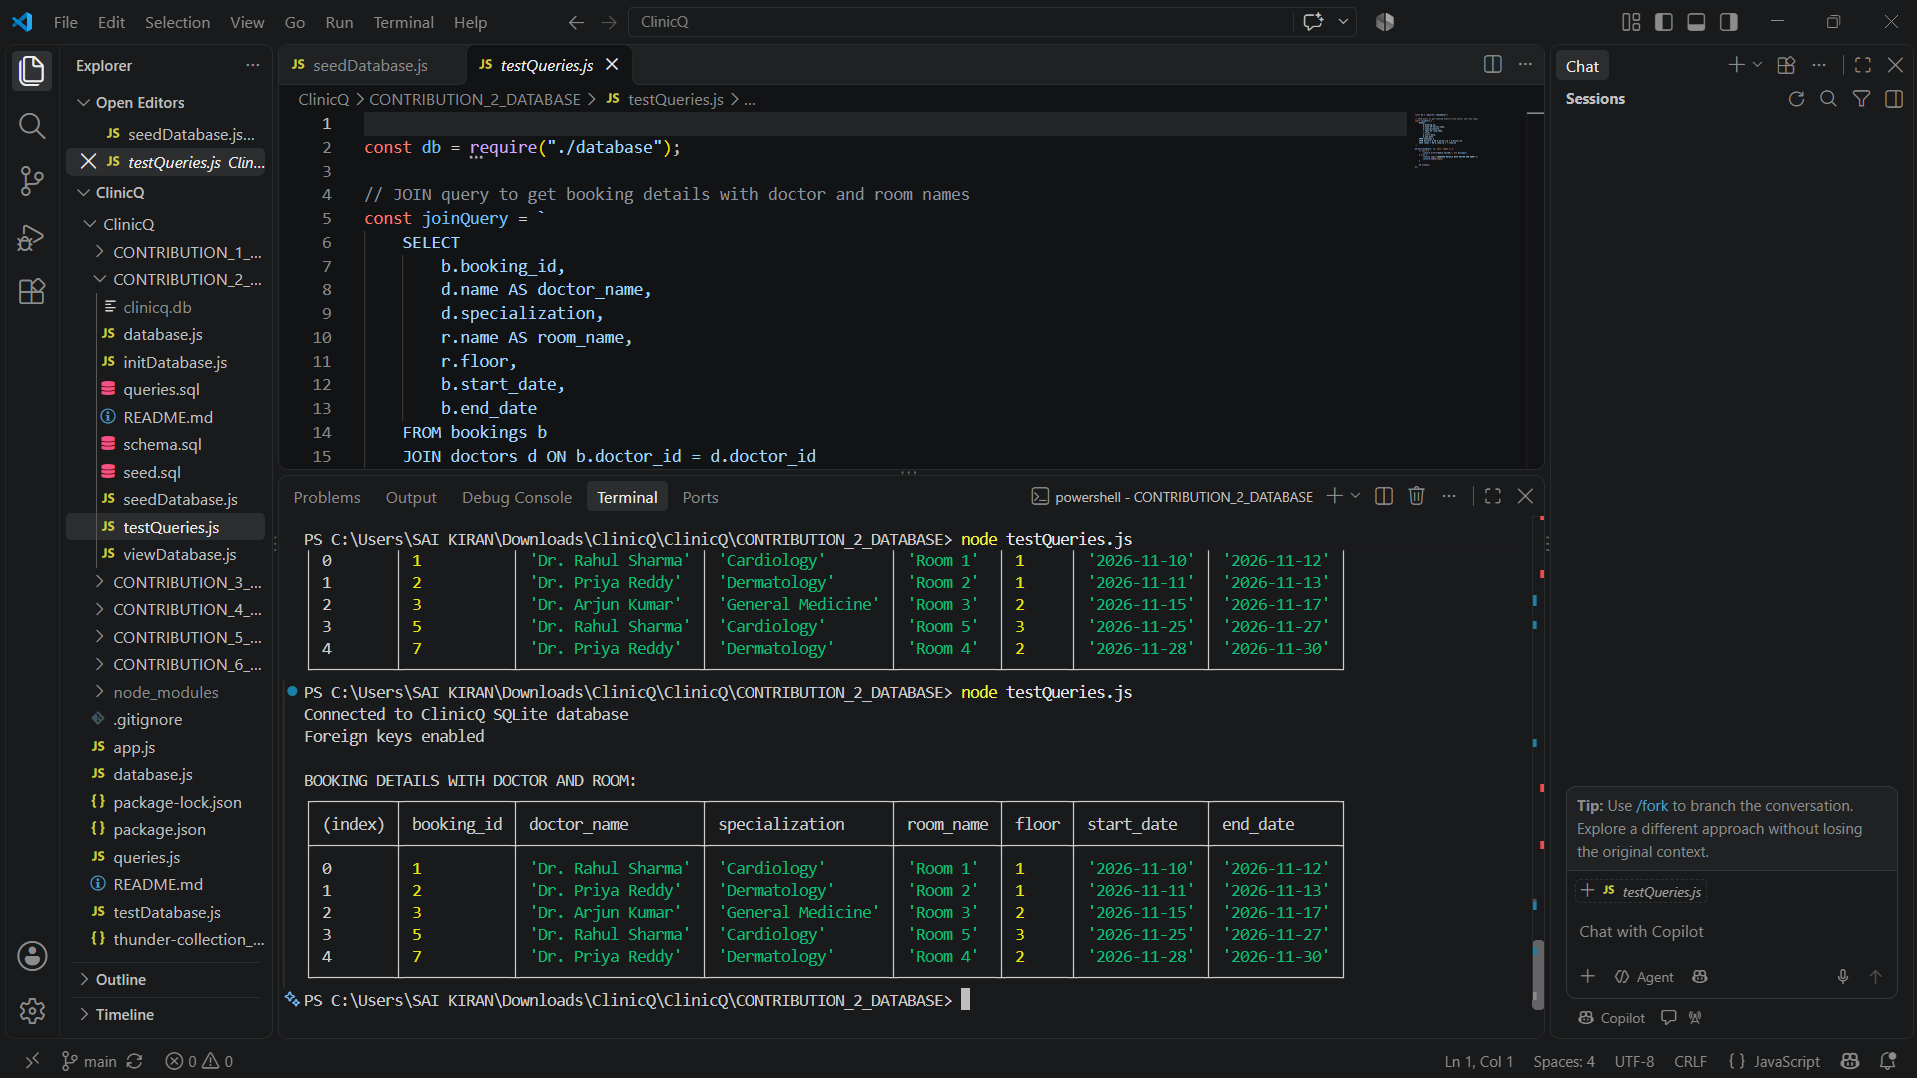 File Edit Selection View Go Run Terminal Help
ClinicQ
Explorer
Open Editors
JS seedDatabase.js...
JS testQueries.js Clin...
ClinicQ
ClinicQ
CONTRIBUTION_1_...
CONTRIBUTION_2_...
clinicq.db
JS database.js
JS initDatabase.js
queries.sql
README.md
schema.sql
seed.sql
JS seedDatabase.js
JS testQueries.js
JS viewDatabase.js
CONTRIBUTION_3_...
CONTRIBUTION_4_...
CONTRIBUTION_5_...
CONTRIBUTION_6_...
node_modules
.gitignore
JS app.js
JS database.js
{} package-lock.json
{} package.json
JS queries.js
README.md
JS testDatabase.js
{} thunder-collection_...
Outline
Timeline
JS seedDatabase.js
JS testQueries.js
ClinicQ > CONTRIBUTION_2_DATABASE > JS testQueries.js > ...
1
2 const db = require("./database");
3
4 // JOIN query to get booking details with doctor and room names
5 const joinQuery = `
6 SELECT
7 b.booking_id,
8 d.name AS doctor_name,
9 d.specialization,
10 r.name AS room_name,
11 r.floor,
12 b.start_date,
13 b.end_date
14 FROM bookings b
15 JOIN doctors d ON b.doctor_id = d.doctor_id
Problems Output Debug Console Terminal Ports
powershell - CONTRIBUTION_2_DATABASE
PS C:\Users\SAI KIRAN\Downloads\ClinicQ\ClinicQ\CONTRIBUTION_2_DATABASE> node testQueries.js
0 1 'Dr. Rahul Sharma' 'Cardiology' 'Room 1' 1 '2026-11-10' '2026-11-12'
1 2 'Dr. Priya Reddy' 'Dermatology' 'Room 2' 1 '2026-11-11' '2026-11-13'
2 3 'Dr. Arjun Kumar' 'General Medicine' 'Room 3' 2 '2026-11-15' '2026-11-17'
3 5 'Dr. Rahul Sharma' 'Cardiology' 'Room 5' 3 '2026-11-25' '2026-11-27'
4 7 'Dr. Priya Reddy' 'Dermatology' 'Room 4' 2 '2026-11-28' '2026-11-30'
PS C:\Users\SAI KIRAN\Downloads\ClinicQ\ClinicQ\CONTRIBUTION_2_DATABASE> node testQueries.js
Connected to ClinicQ SQLite database
Foreign keys enabled
BOOKING DETAILS WITH DOCTOR AND ROOM:
(index) booking_id doctor_name specialization room_name floor start_date end_date
0 1 'Dr. Rahul Sharma' 'Cardiology' 'Room 1' 1 '2026-11-10' '2026-11-12'
1 2 'Dr. Priya Reddy' 'Dermatology' 'Room 2' 1 '2026-11-11' '2026-11-13'
2 3 'Dr. Arjun Kumar' 'General Medicine' 'Room 3' 2 '2026-11-15' '2026-11-17'
3 5 'Dr. Rahul Sharma' 'Cardiology' 'Room 5' 3 '2026-11-25' '2026-11-27'
4 7 'Dr. Priya Reddy' 'Dermatology' 'Room 4' 2 '2026-11-28' '2026-11-30'
PS C:\Users\SAI KIRAN\Downloads\ClinicQ\ClinicQ\CONTRIBUTION_2_DATABASE>
Chat
Sessions
Tip: Use /fork to branch the conversation.
Explore a different approach without losing
the original context.
JS testQueries.js
Chat with Copilot
Agent
Copilot
main 0 0
Ln 1, Col 1 Spaces: 4 UTF-8 CRLF {} JavaScript